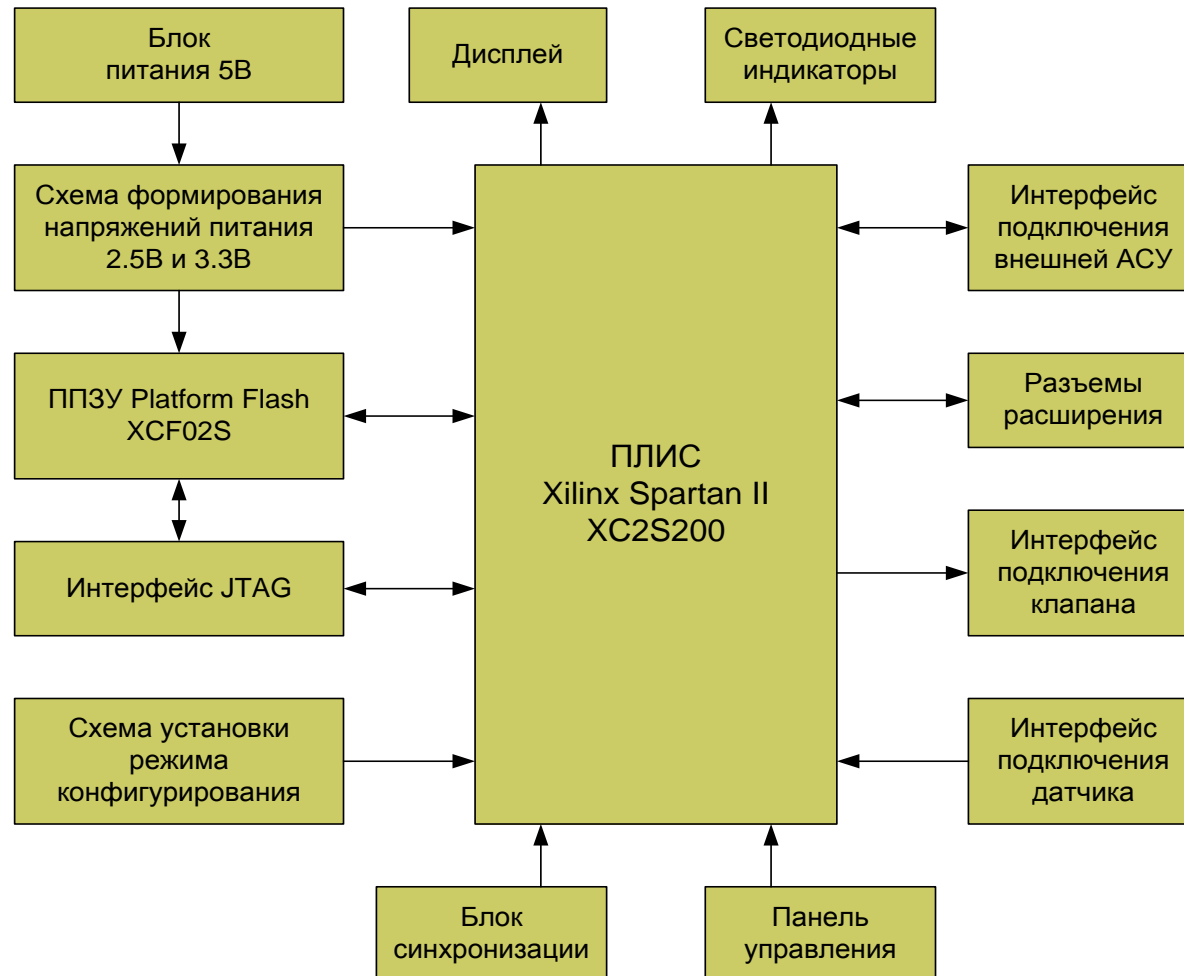 Блок
питания 5В
Дисплей
Светодиодные
индикаторы
Схема формирования
напряжений питания
2.5В и 3.3В
Интерфейс
подключения
внешней АСУ
ППЗУ Platform Flash
XCF02S
Разъемы
расширения
ПЛИС
Xilinx Spartan II
XC2S200
Интерфейс JTAG
Интерфейс
подключения
клапана
Схема установки
режима
конфигурирования
Интерфейс
подключения
датчика
Блок
синхронизации
Панель
управления